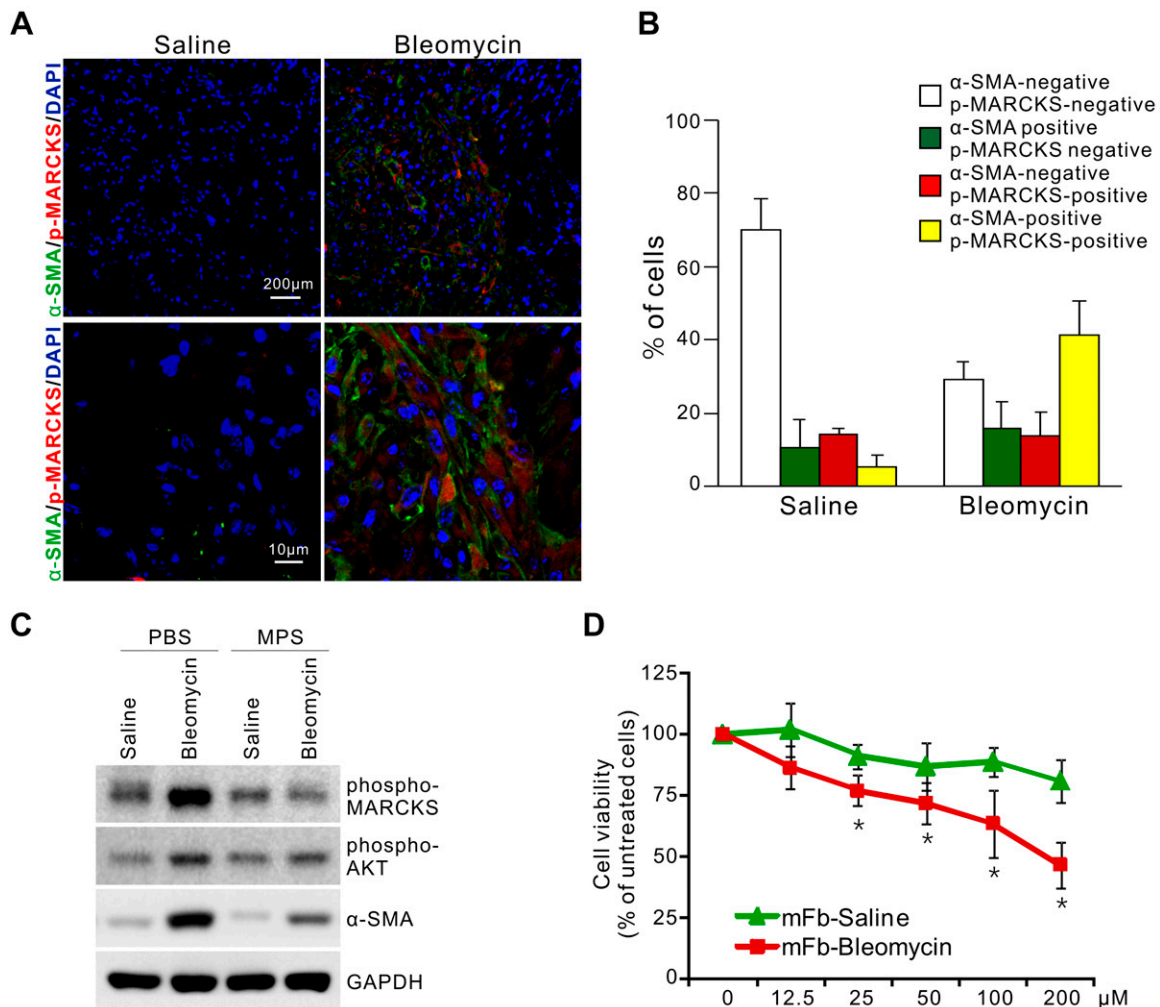 A
Saline
Bleomycin
α-SMA/p-MARCKS/DAPI
200μm
α-SMA/p-MARCKS/DAPI
10μm
B
α-SMA-negative
p-MARCKS-negative
α-SMA positive
p-MARCKS negative
α-SMA-negative
p-MARCKS-positive
α-SMA-positive
p-MARCKS-positive
% of cells
100
80
60
40
20
0
Saline
Bleomycin
C
PBS
MPS
Saline
Bleomycin
Saline
Bleomycin
phospho-
MARCKS
phospho-
AKT
α-SMA
GAPDH
D
Cell viability
(% of untreated cells)
125
100
75
50
25
0
*
*
*
*
mFb-Saline
mFb-Bleomycin
0 12.5 25 50 100 200 μM